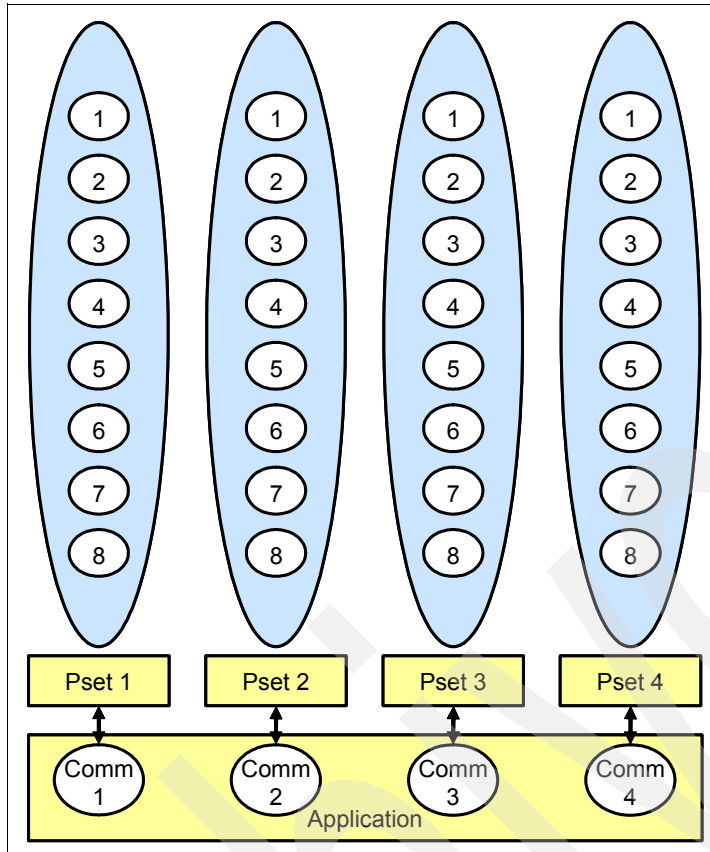 1 1 1 1
2 2 2 2
3 3 3 3
4 4 4 4
5 5 5 5
6 6 6 6
7 7 7 7
8 8 8 8
Pset 1 Pset 2 Pset 3 Pset 4
Comm Comm Comm Comm
1 2 3 4
Application